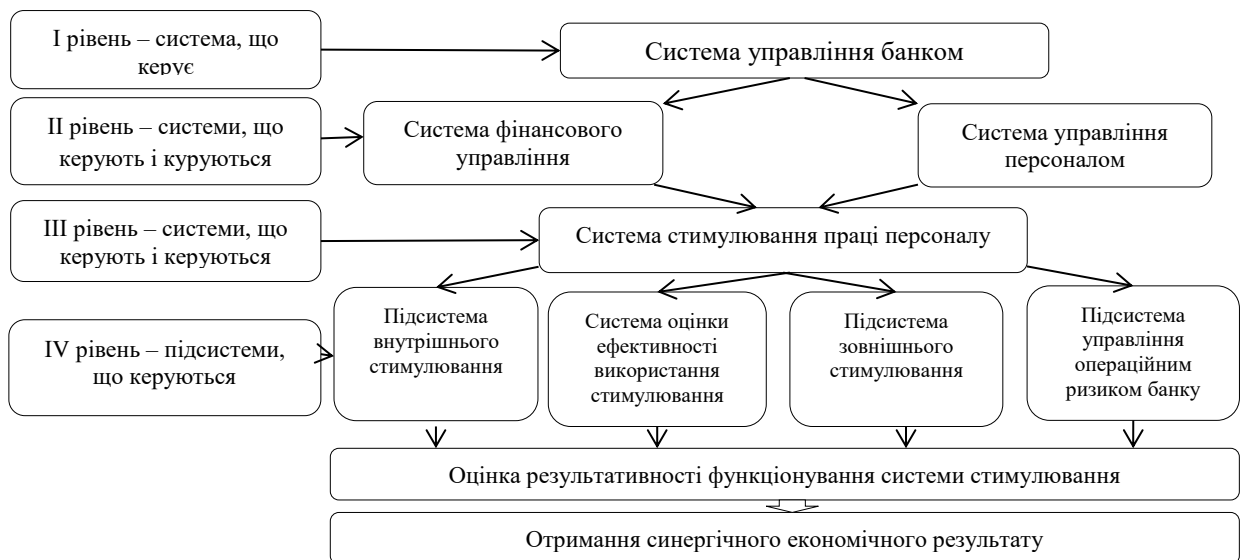 І рівень – система, що
керує
Система управління банком
ІІ рівень – системи, що
керують і куруються
Система фінансового
управління
Система управління
персоналом
ІІІ рівень – системи, що
керують і керуються
Система стимулювання праці персоналу
IV рівень – підсистеми,
що керуються
Підсистема
внутрішнього
стимулювання
Система оцінки
ефективності
використання
стимулювання
Підсистема
зовнішнього
стимулювання
Підсистема
управління
операційним
ризиком банку
Оцінка результативності функціонування системи стимулювання
Отримання синергічного економічного результату